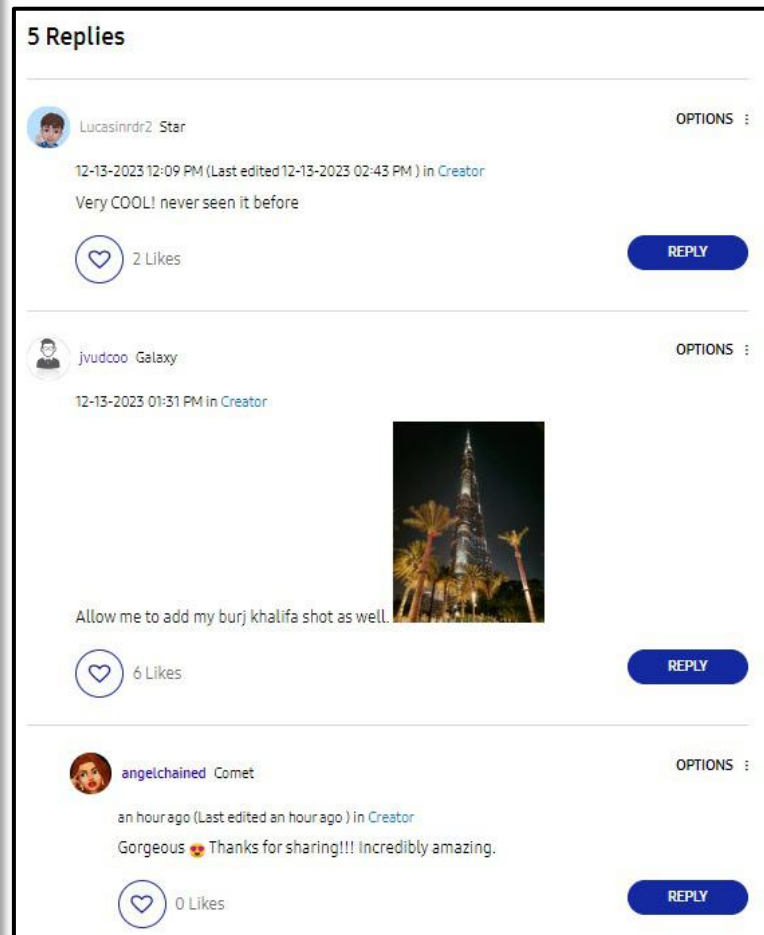 5 Replies
Lucasinrdr2 Star
OPTIONS
12-13-2023 12:09 PM (Last edited 12-13-2023 02:43 PM ) in Creator
Very COOL! never seen it before
2 Likes
REPLY
jvudcoo Galaxy
OPTIONS
12-13-2023 01:31 PM in Creator
Allow me to add my burj khalifa shot as well.
6 Likes
REPLY
angelchained Comet
OPTIONS
an hour ago (Last edited an hour ago ) in Creator
Gorgeous 😍 Thanks for sharing!!! Incredibly amazing.
0 Likes
REPLY